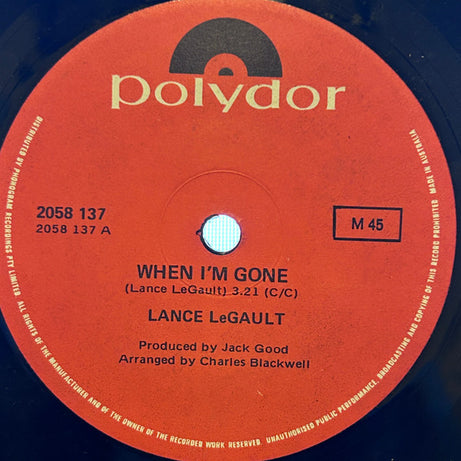 polydor
2058 137
2058 137 A
M 45
WHEN I'M GONE
(Lance LeGault) 3.21 (C/C)
LANCE LeGAULT
Produced by Jack Good
Arranged by Charles Blackwell
DISTRIBUTED BY PHONOGRAM RECORDINGS PTY LIMITED. ALL RIGHTS OF THE MANUFACTURER AND OF THE OWNER OF THE RECORDED WORK RESERVED. UNAUTHORISED PUBLIC PERFORMANCE, BROADCASTING AND COPYING OF THIS RECORD PROHIBITED MADE IN AUSTRALIA